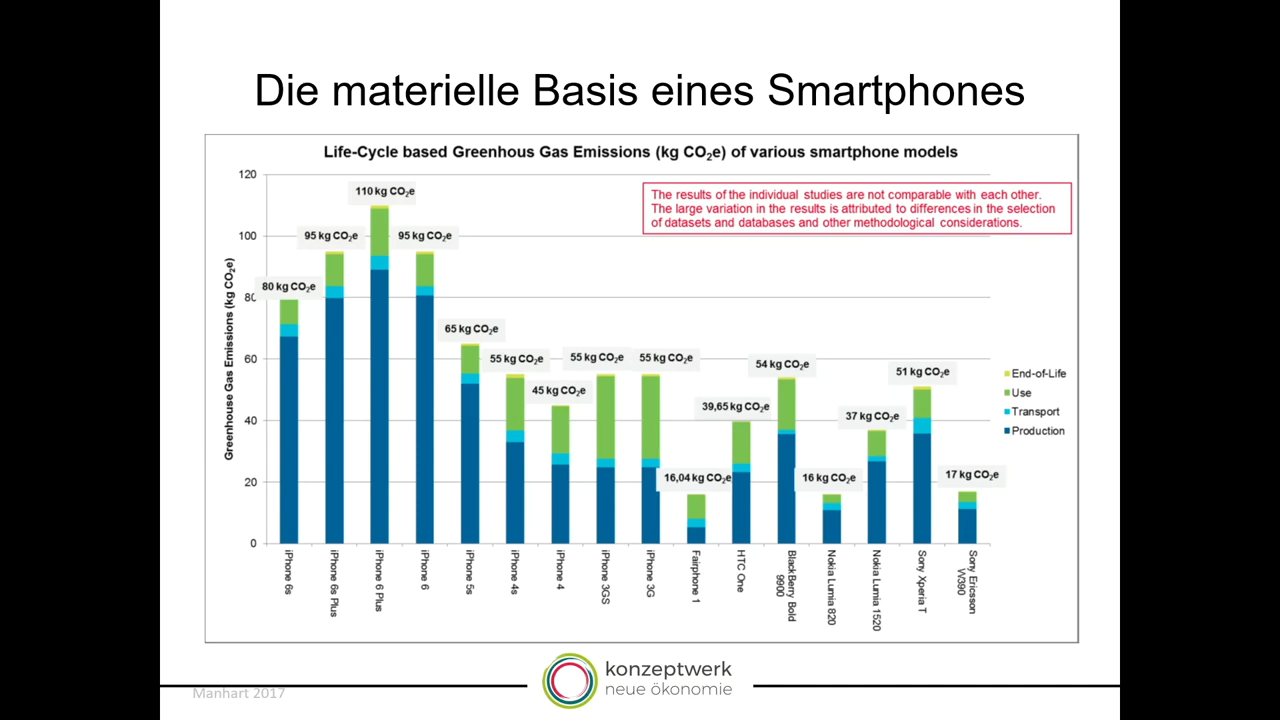 Die materielle Basis eines Smartphones
Life-Cycle based Greenhous Gas Emissions (kg CO₂e) of various smartphone models
The results of the individual studies are not comparable with each other.
The large variation in the results is attributed to differences in the selection
of datasets and databases and other methodological considerations.
Greenhouse Gas Emissions (kg CO₂e)
120
100
80
60
40
20
0
80 kg CO₂e
95 kg CO₂e
110 kg CO₂e
95 kg CO₂e
65 kg CO₂e
55 kg CO₂e
45 kg CO₂e
55 kg CO₂e
55 kg CO₂e
16,04 kg CO₂e
39,65 kg CO₂e
54 kg CO₂e
16 kg CO₂e
37 kg CO₂e
51 kg CO₂e
17 kg CO₂e
End-of-Life
Use
Transport
Production
iPhone 6s
iPhone 6s Plus
iPhone 6 Plus
iPhone 6
iPhone 5s
iPhone 4s
iPhone 4
iPhone 3GS
iPhone 3G
Fairphone 1
HTC One
BlackBerry Bold
9900
Nokia Lumia 820
Nokia Lumia 1520
Sony Xperia T
Sony Ericsson
W390
Manhart 2017
konzeptwerk
neue ökonomie